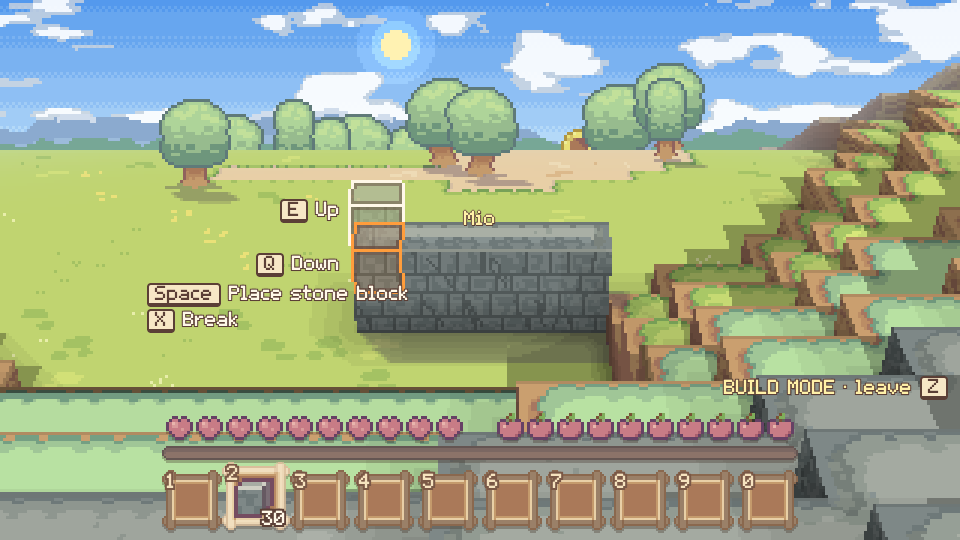 E Up
Mio
Q Down
Space Place stone block
X Break
BUILD MODE · leave Z
1 2 3 4 5 6 7 8 9 0
30